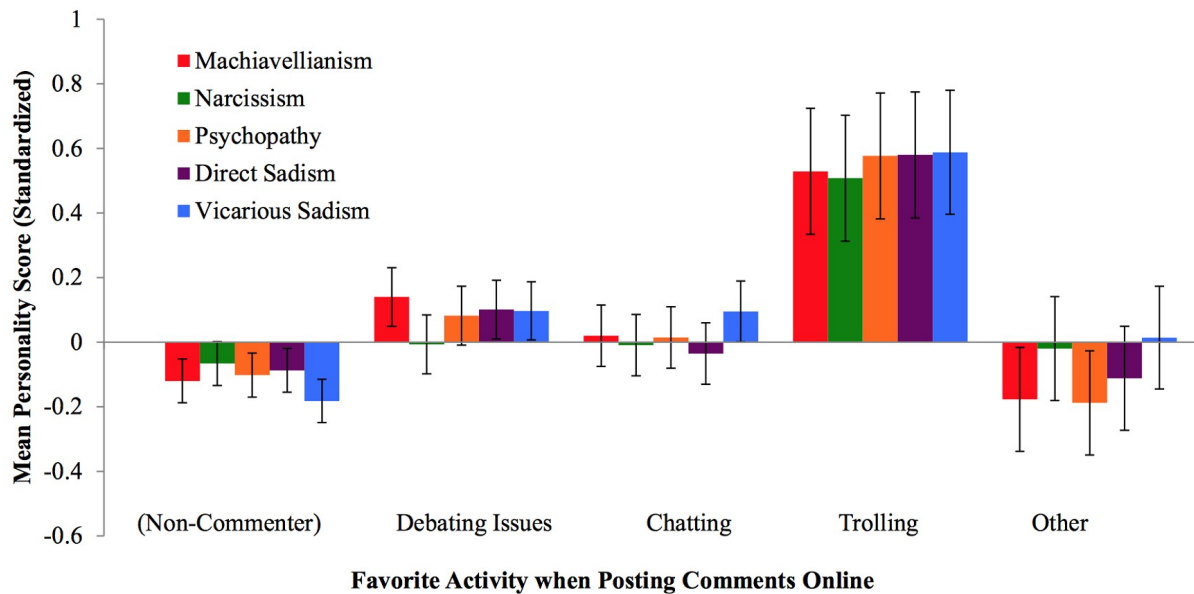 Mean Personality Score (Standardized)
1
0.8
0.6
0.4
0.2
0
-0.2
-0.4
-0.6
Machiavellianism
Narcissism
Psychopathy
Direct Sadism
Vicarious Sadism
(Non-Commenter)
Debating Issues
Chatting
Trolling
Other
Favorite Activity when Posting Comments Online